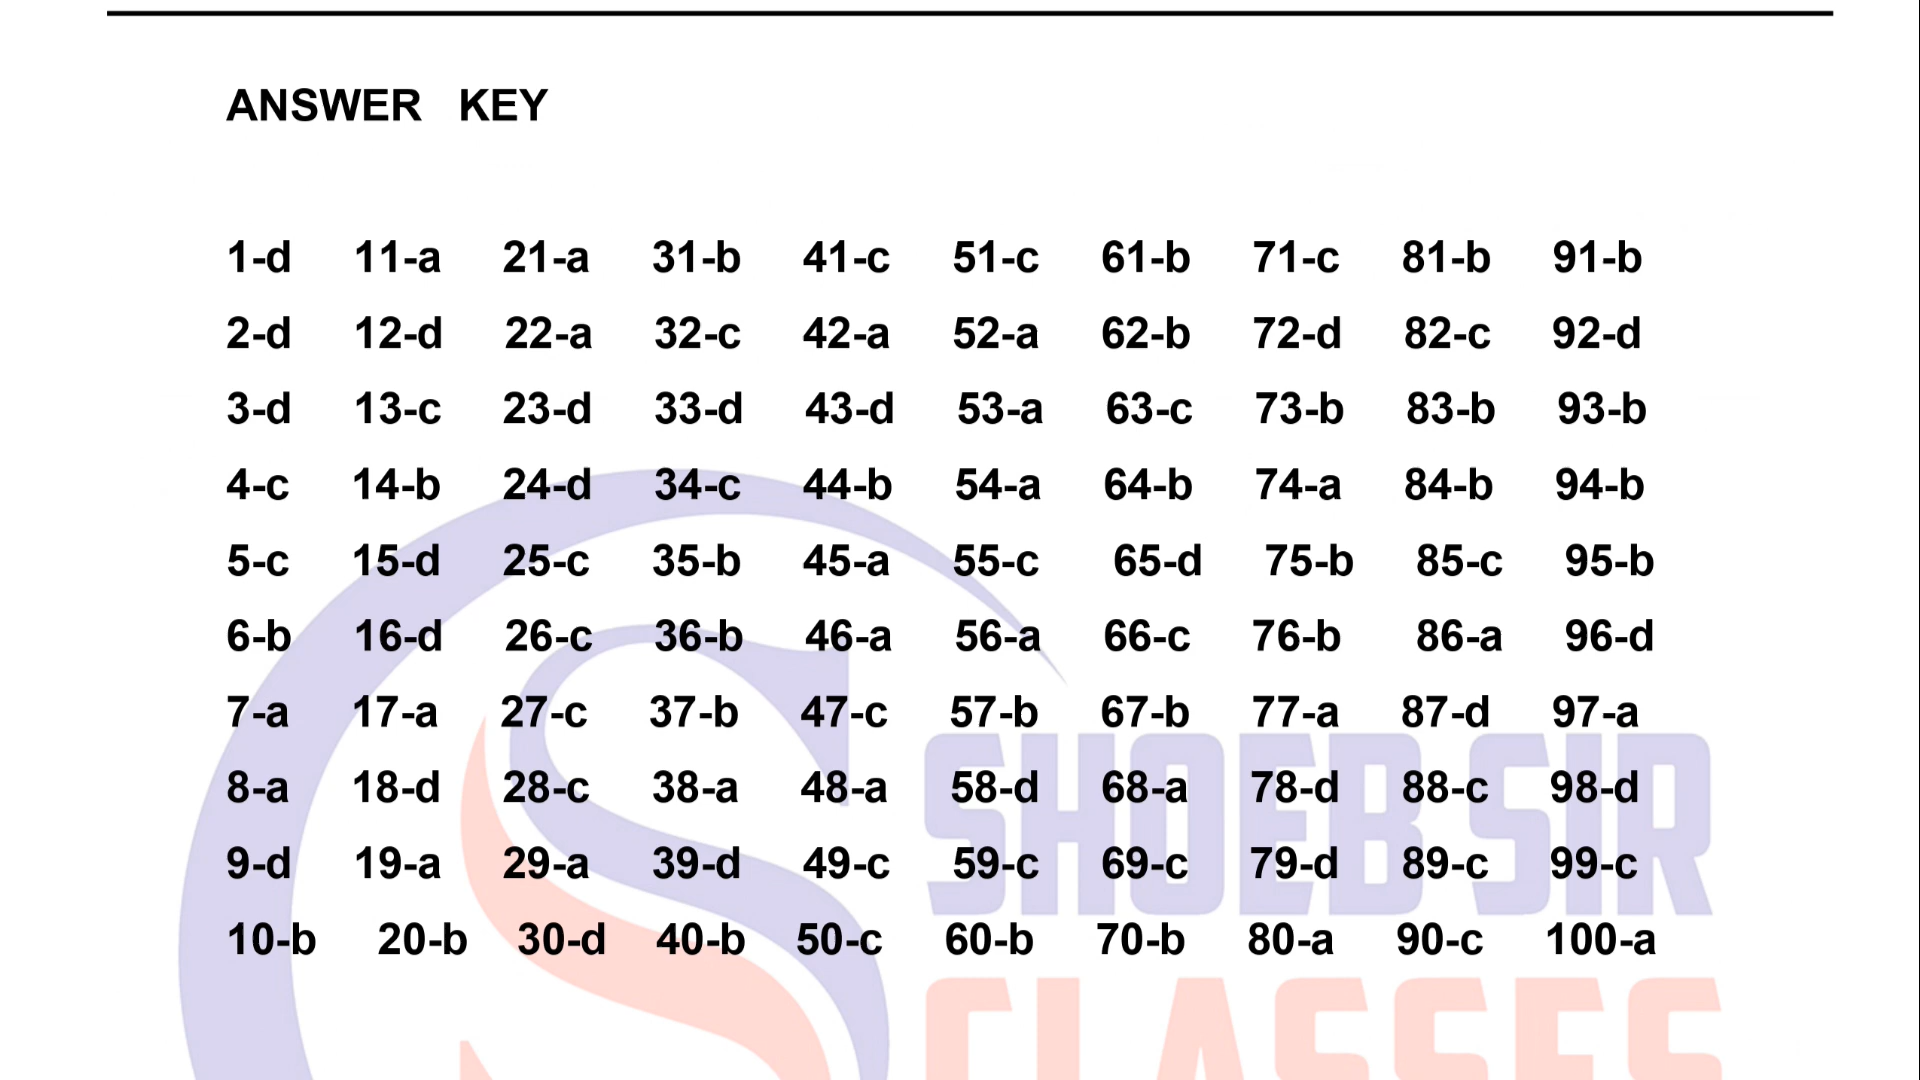 ANSWER KEY
1-d 11-a 21-a 31-b 41-c 51-c 61-b 71-c 81-b 91-b
2-d 12-d 22-a 32-c 42-a 52-a 62-b 72-d 82-c 92-d
3-d 13-c 23-d 33-d 43-d 53-a 63-c 73-b 83-b 93-b
4-c 14-b 24-d 34-c 44-b 54-a 64-b 74-a 84-b 94-b
5-c 15-d 25-c 35-b 45-a 55-c 65-d 75-b 85-c 95-b
6-b 16-d 26-c 36-b 46-a 56-a 66-c 76-b 86-a 96-d
7-a 17-a 27-c 37-b 47-c 57-b 67-b 77-a 87-d 97-a
8-a 18-d 28-c 38-a 48-a 58-d 68-a 78-d 88-c 98-d
9-d 19-a 29-a 39-d 49-c 59-c 69-c 79-d 89-c 99-c
10-b 20-b 30-d 40-b 50-c 60-b 70-b 80-a 90-c 100-a
SHOEB SIR
CLASSES